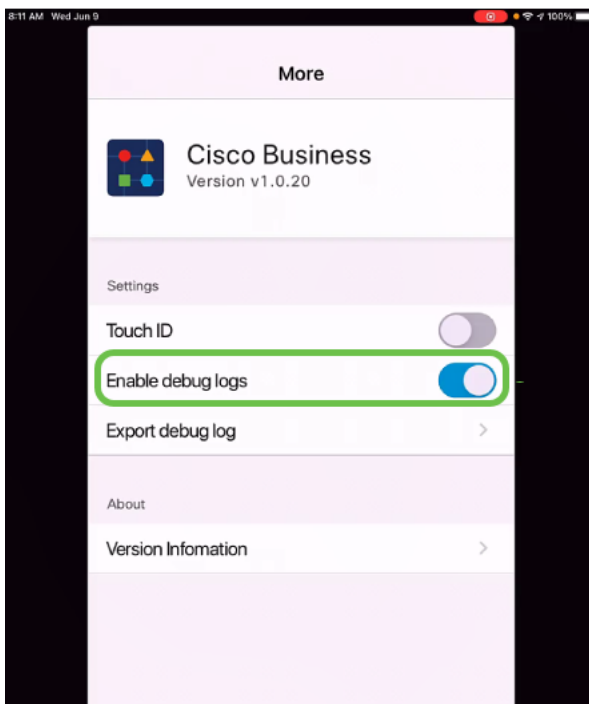 8:11 AM Wed Jun 9
100%
More
Cisco Business
Version v1.0.20
Settings
Touch ID
Enable debug logs
Export debug log
About
Version Infomation